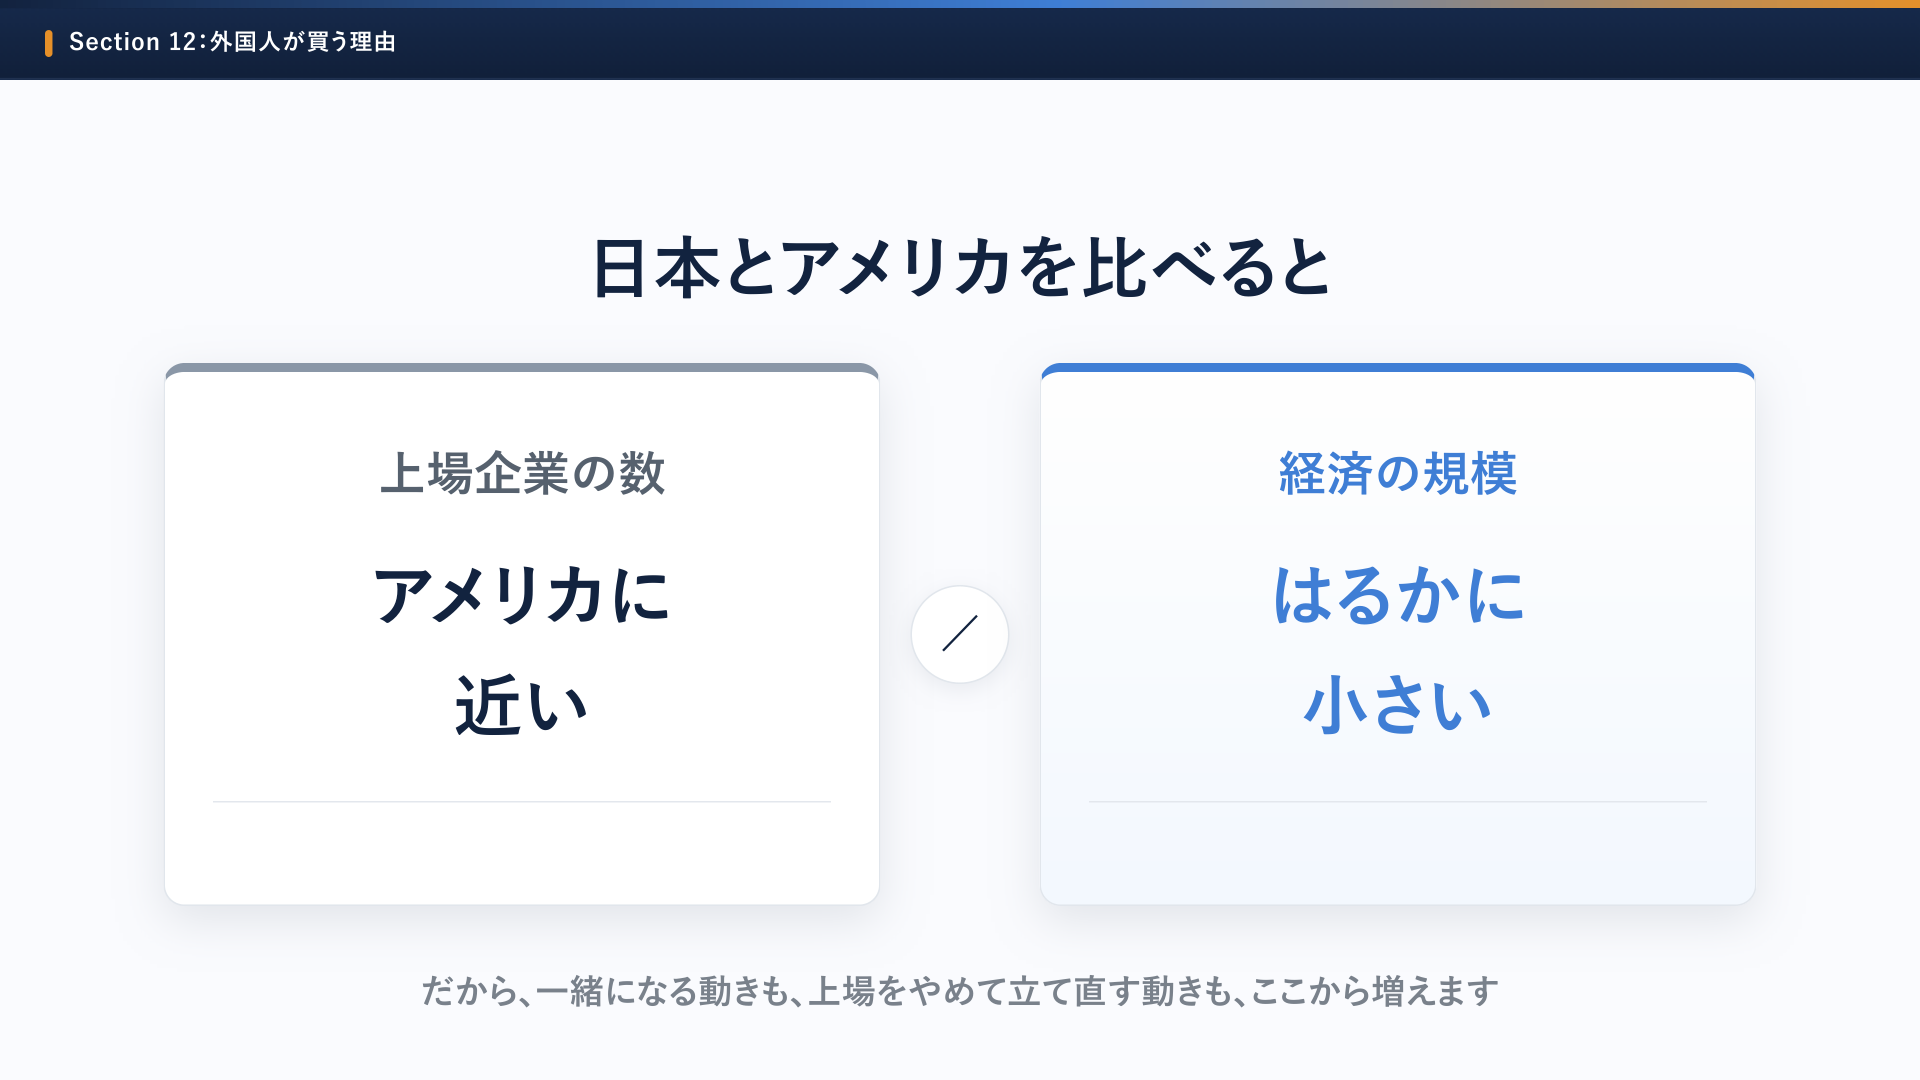 Section 12：外国人が買う理由
日本とアメリカを比べると
上場企業の数
アメリカに
近い
／
経済の規模
はるかに
小さい
だから、一緒になる動きも、上場をやめて立て直す動きも、ここから増えます